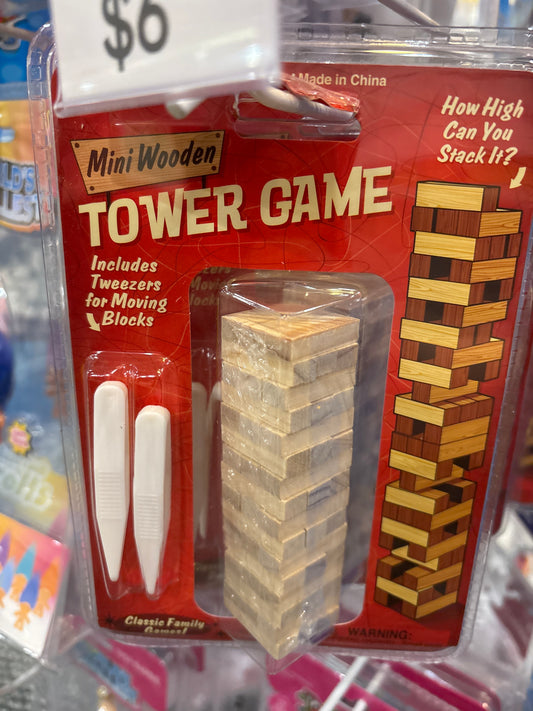 $6
Made in China
How High
Can You
Stack It?
Mini Wooden
TOWER GAME
Includes
Tweezers
for Moving
Blocks
Classic Family
Games!
WARNING: